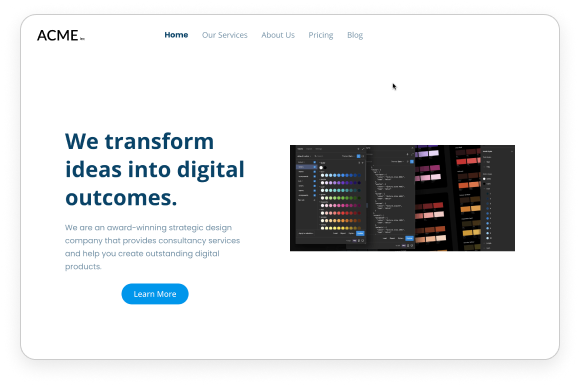 ACME
Home Our Services About Us Pricing Blog
We transform
ideas into digital
outcomes.
We are an award-winning strategic design
company that provides consultancy services
and help you create outstanding digital
products.
Learn More